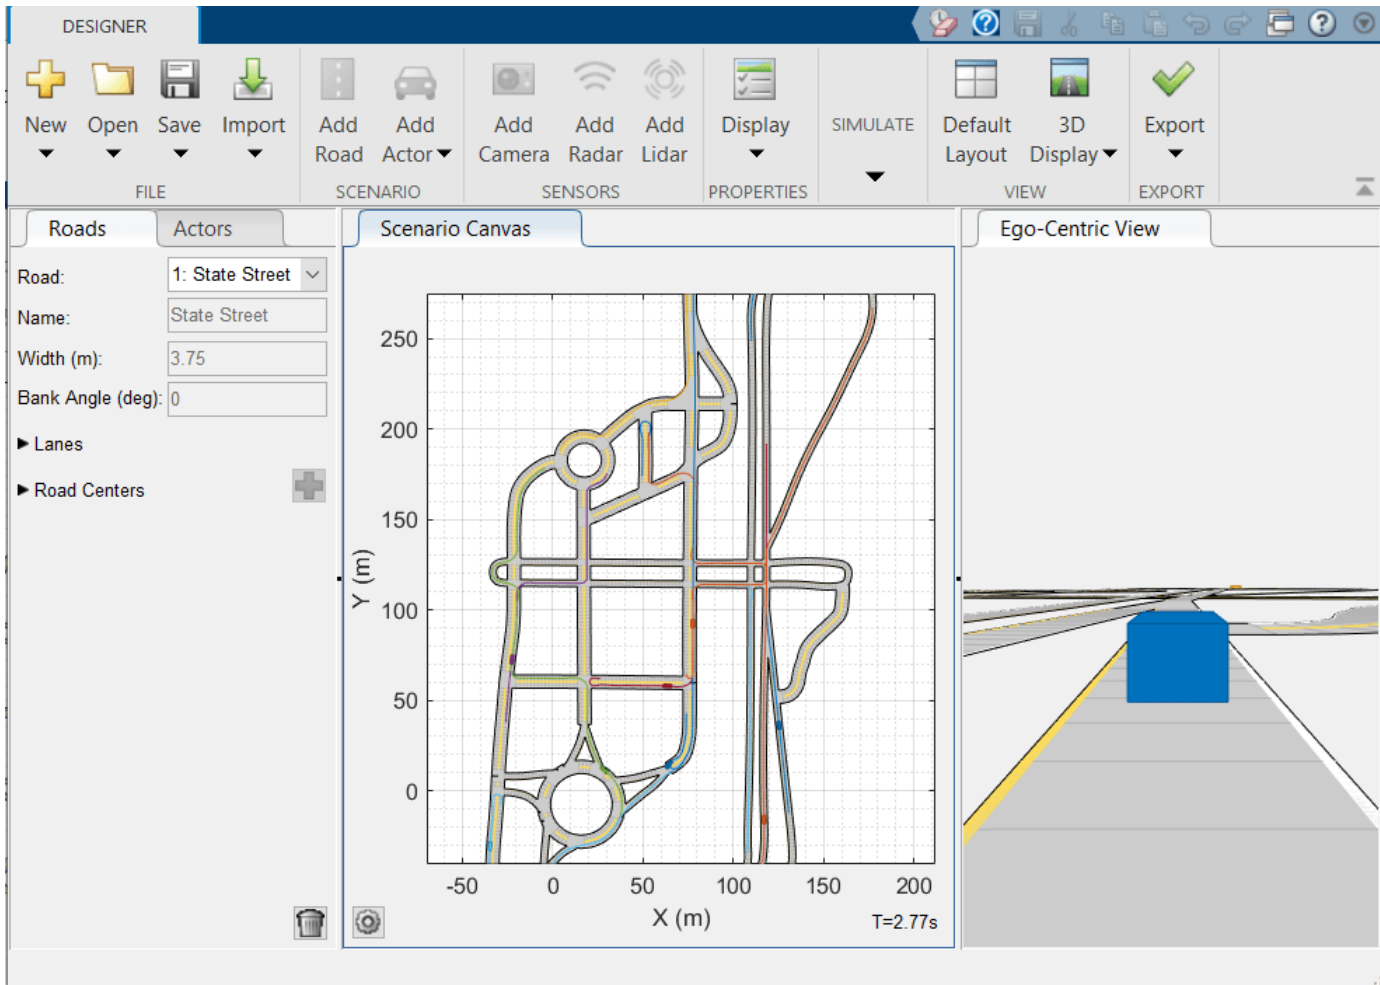 DESIGNER
New
Open
Save
Import
Add
Road
Add
Actor
Add
Camera
Add
Radar
Add
Lidar
Display
SIMULATE
Default
Layout
3D
Display
Export
FILE
SCENARIO
SENSORS
PROPERTIES
VIEW
EXPORT
Roads
Actors
Road:
1: State Street
Name:
State Street
Width (m):
3.75
Bank Angle (deg):
0
Lanes
Road Centers
Scenario Canvas
250
200
150
100
50
0
Y (m)
-50
0
50
100
150
200
X (m)
T=2.77s
Ego-Centric View